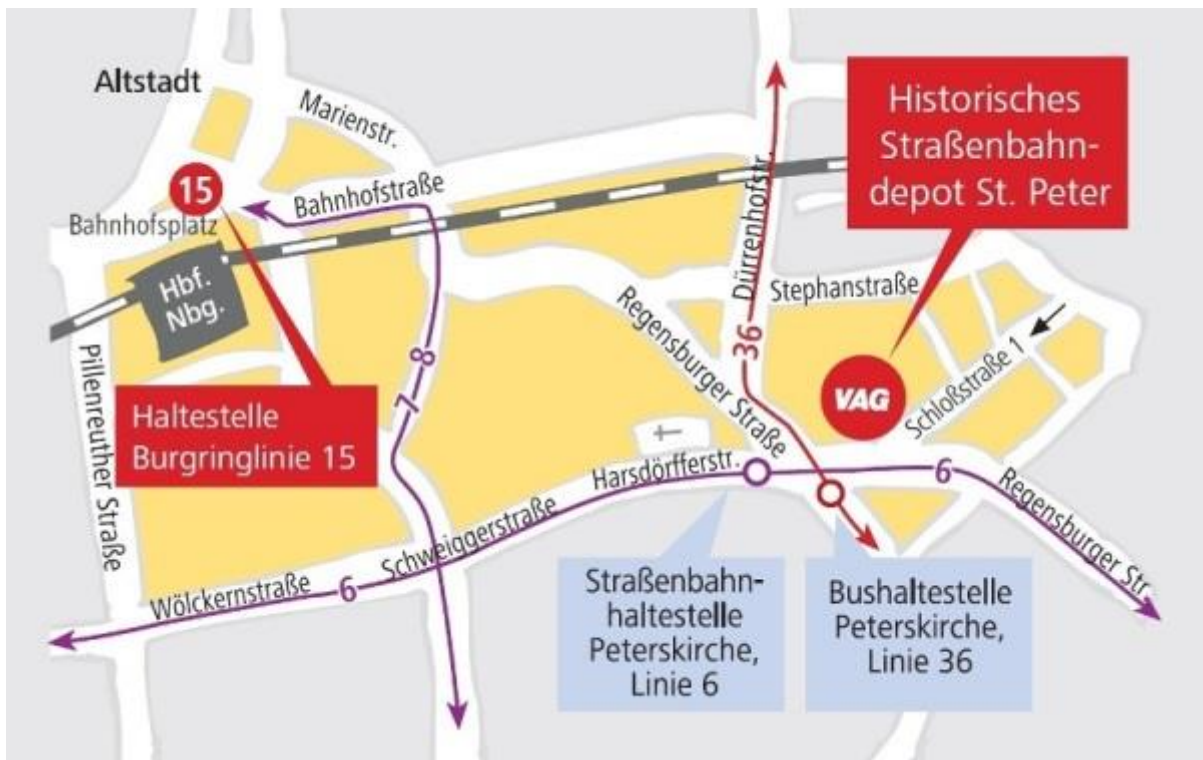 Altstadt
Marienstr.
15
Bahnhofstraße
Bahnhofsplatz
Hbf.
Nbg.
Haltestelle
Burgringlinie 15
Pillenreuther Straße
8
7
Dürrenhofstr.
36
Regensburger Straße
Historisches
Straßenbahn-
depot St. Peter
Stephanstraße
Schloßstraße 1
VAG
Harsdörfferstr.
6
Regensburger Str.
Schweiggerstraße
6
Wölckernstraße
Straßenbahn-
haltestelle
Peterskirche,
Linie 6
Bushaltestelle
Peterskirche,
Linie 36